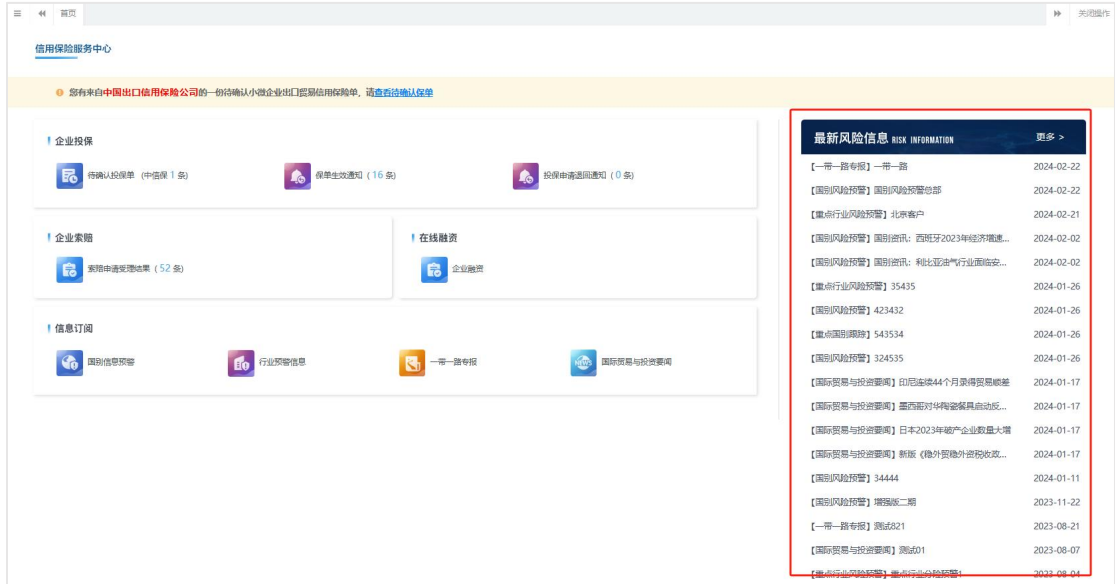 首页
关闭操作
信用保险服务中心
您有来自中国出口信用保险公司的一份待确认小微企业出口贸易信用保险单，请查看待确认保单
企业投保
待确认投保单（中信保 1 条）
保单生效通知（16 条）
投保申请退回通知（0 条）
企业索赔
索赔申请受理结果（52 条）
在线融资
企业融资
信息订阅
国别信息预警
行业预警信息
一带一路专报
NEWS
国际贸易与投资要闻
最新风险信息 RISK INFORMATION 更多 >
【一带一路专报】一带一路 2024-02-22
【国别风险预警】国别风险预警总部 2024-02-22
【重点行业风险预警】北京客户 2024-02-21
【国别风险预警】国别资讯：西班牙2023年经济增速... 2024-02-02
【国别风险预警】国别资讯：利比亚油气行业面临安... 2024-02-02
【重点行业风险预警】35435 2024-01-26
【国别风险预警】423432 2024-01-26
【重点国别跟踪】543534 2024-01-26
【国别风险预警】324535 2024-01-26
【国际贸易与投资要闻】印尼连续44个月录得贸易顺差 2024-01-17
【国际贸易与投资要闻】墨西哥对华陶瓷餐具启动反... 2024-01-17
【国际贸易与投资要闻】日本2023年破产企业数量大增 2024-01-17
【国际贸易与投资要闻】新版《稳外贸稳外资税收政... 2024-01-17
【国别风险预警】34444 2024-01-11
【国别风险预警】增强版二期 2023-11-22
【一带一路专报】测试821 2023-08-21
【国际贸易与投资要闻】测试01 2023-08-07
【重点行业风险预警】重点行业分险预警1 2023-08-04